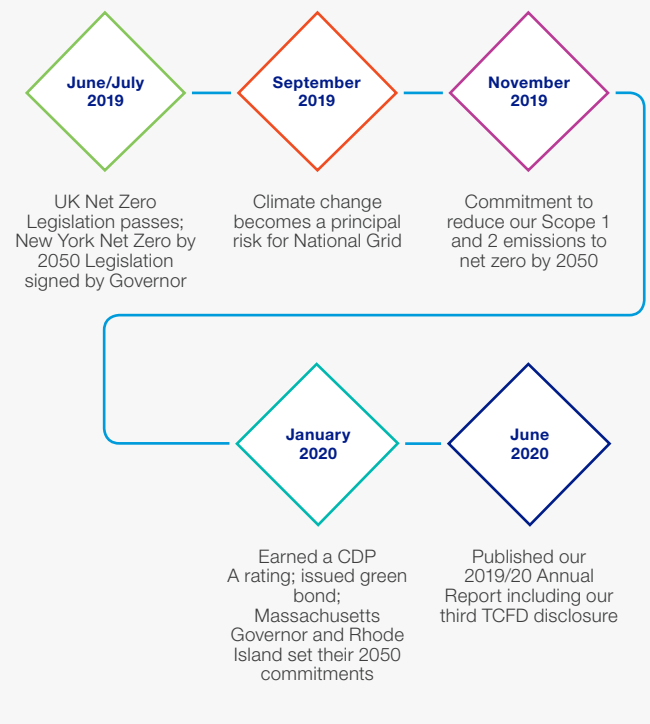 June/July
2019
UK Net Zero
Legislation passes;
New York Net Zero by
2050 Legislation
signed by Governor
September
2019
Climate change
becomes a principal
risk for National Grid
November
2019
Commitment to
reduce our Scope 1
and 2 emissions to
net zero by 2050
January
2020
Earned a CDP
A rating; issued green
bond;
Massachusetts
Governor and Rhode
Island set their 2050
commitments
June
2020
Published our
2019/20 Annual
Report including our
third TCFD disclosure